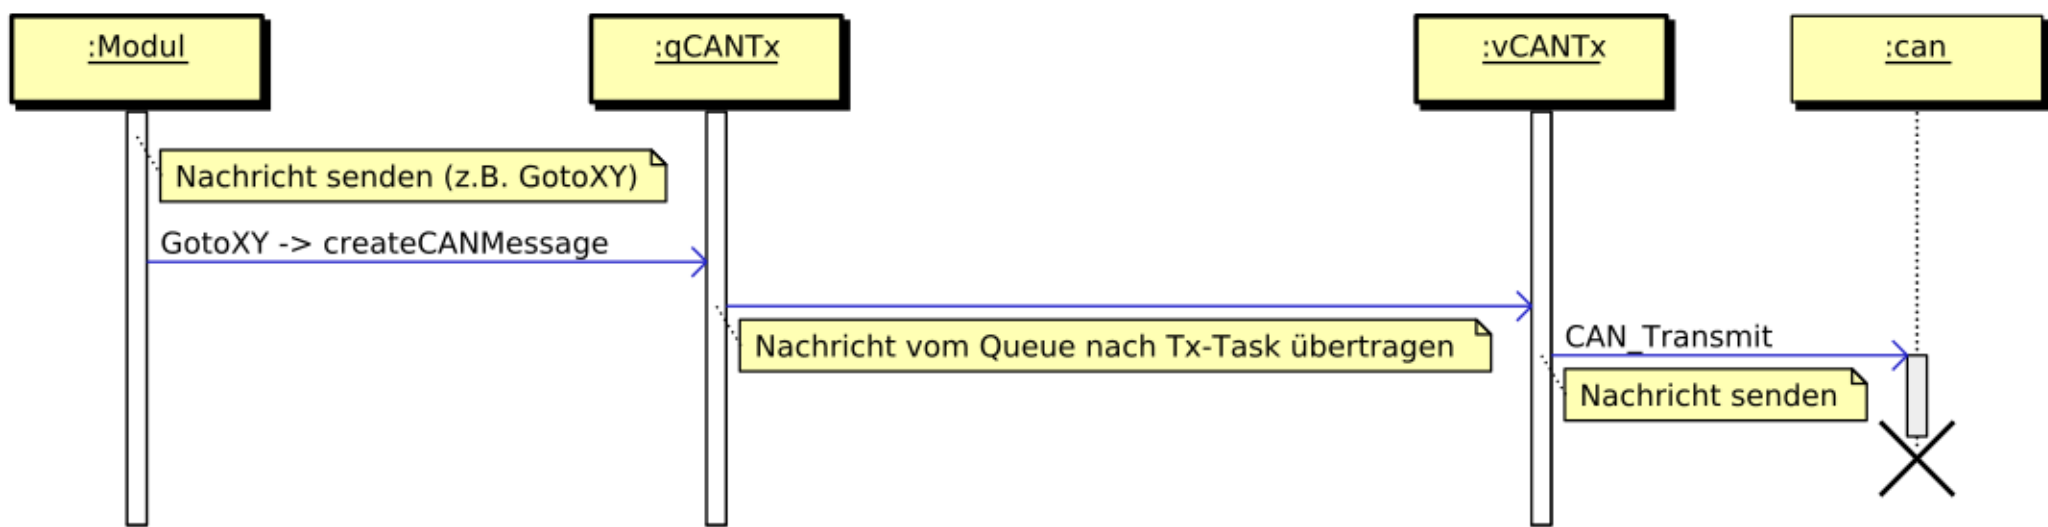 :Modul
:qCANTx
:vCANTx
:can
Nachricht senden (z.B. GotoXY)
GotoXY -> createCANMessage
Nachricht vom Queue nach Tx-Task übertragen
CAN_Transmit
Nachricht senden